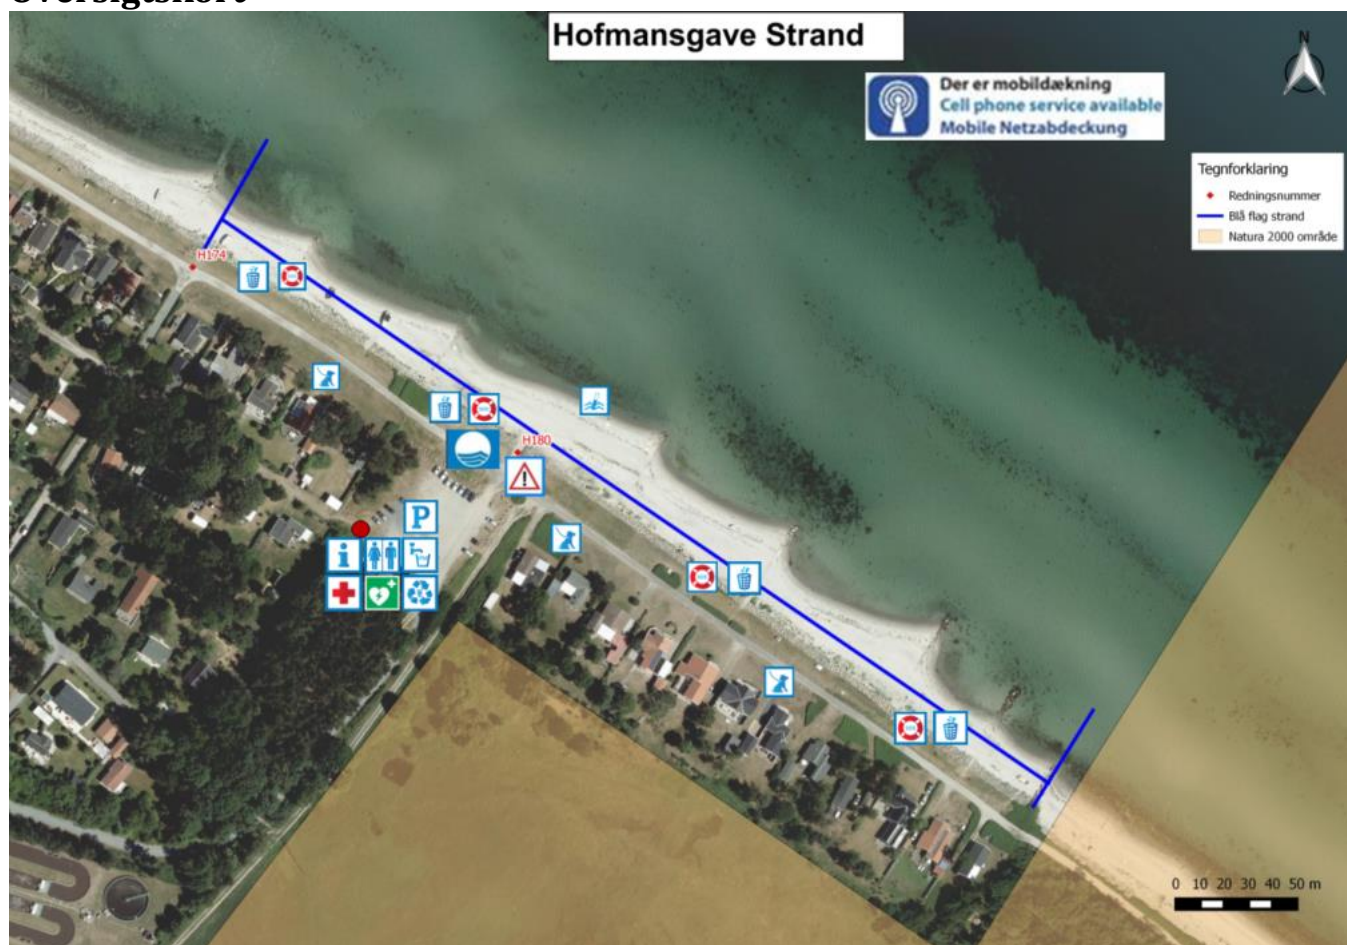 Oversigtskort
Hofmansgave Strand
N
Der er mobildækning
Cell phone service available
Mobile Netzabdeckung
Tegnforklaring
Redningsnummer
Blå flag strand
Natura 2000 område
H174
H180
P
i
0 10 20 30 40 50 m